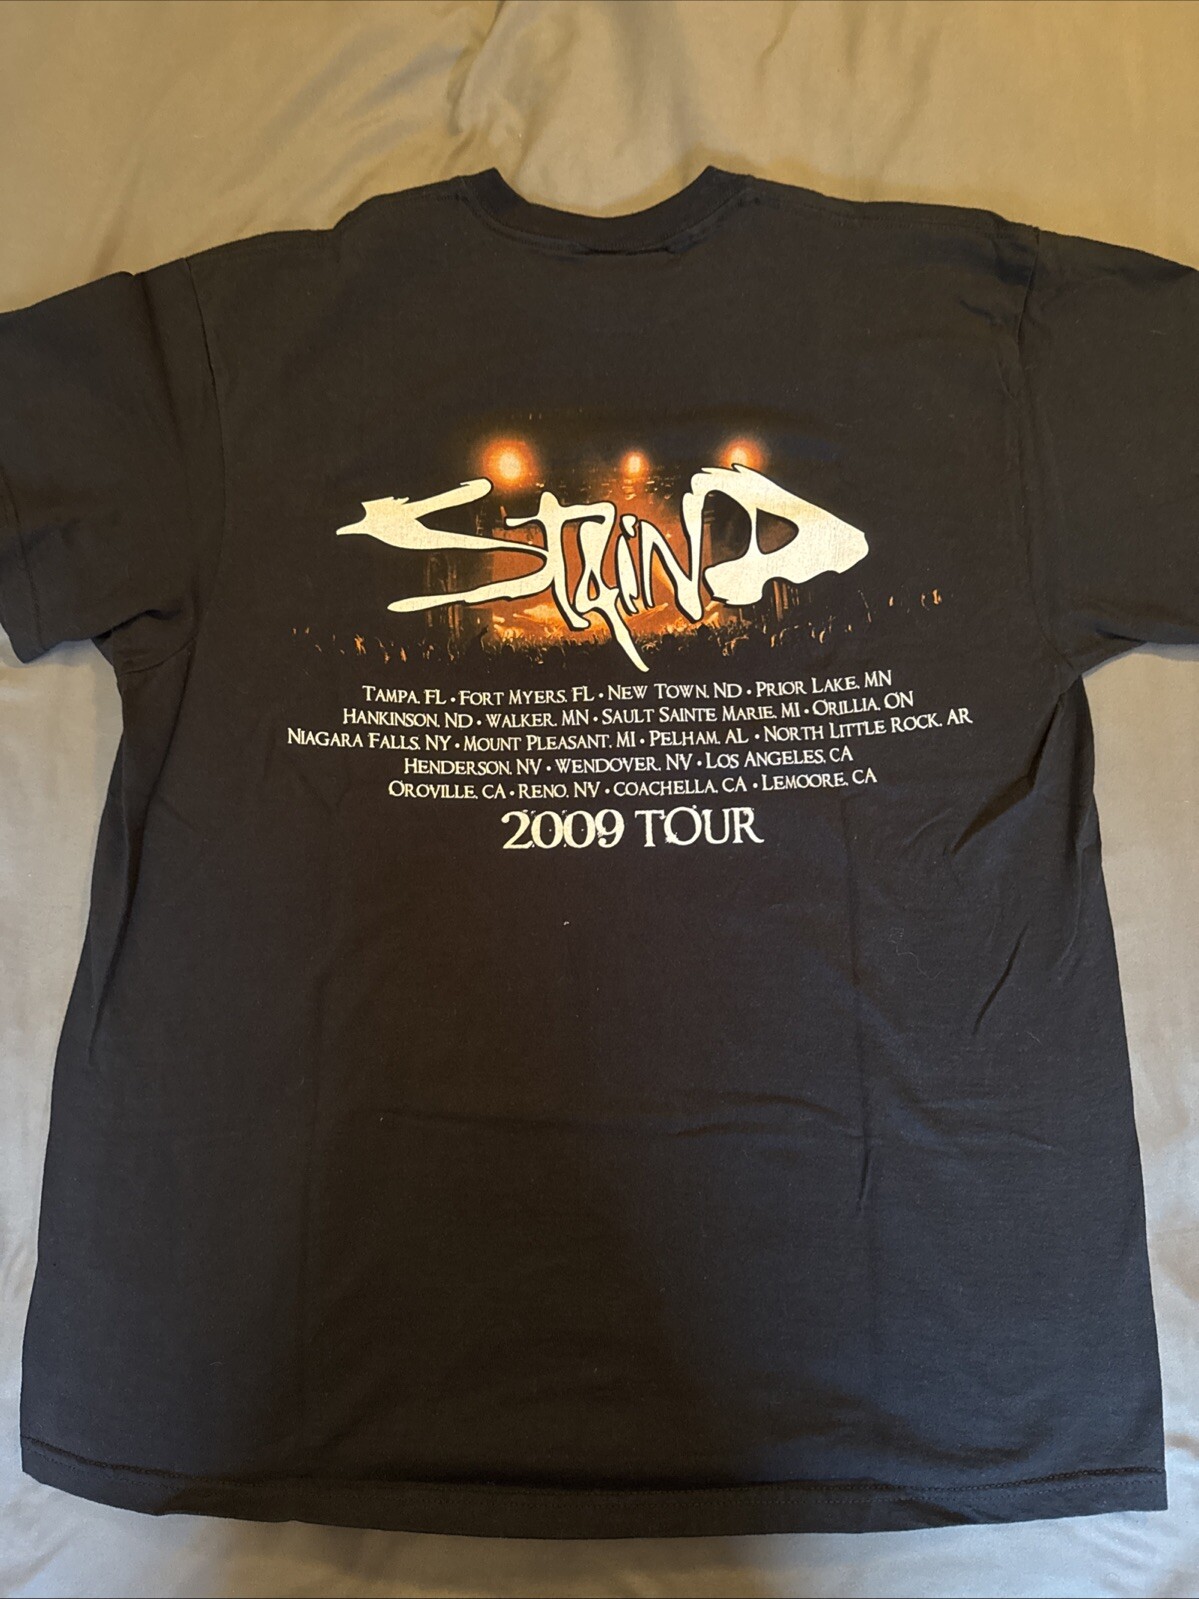 STAIND
TAMPA, FL • FORT MYERS, FL • NEW TOWN, ND • PRIOR LAKE, MN
HANKINSON, ND • WALKER, MN • SAULT SAINTE MARIE, MI • ORILLIA, ON
NIAGARA FALLS, NY • MOUNT PLEASANT, MI • PELHAM, AL • NORTH LITTLE ROCK, AR
HENDERSON, NV • WENDOVER, NV • LOS ANGELES, CA
OROVILLE, CA • RENO, NV • COACHELLA, CA • LEMOORE, CA
2009 TOUR